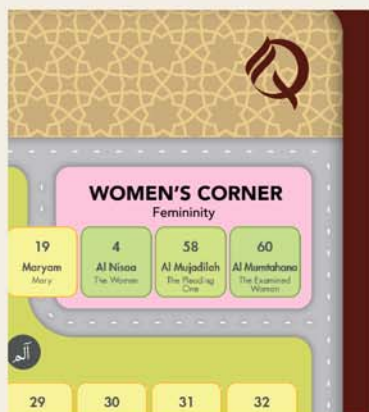 WOMEN'S CORNER
Femininity
19 4 58 60
Maryam Al Nisaa Al Mujadilah Al Mumtahana
Mary The Women The Pleading The Examined
One Woman
الم
29 30 31 32